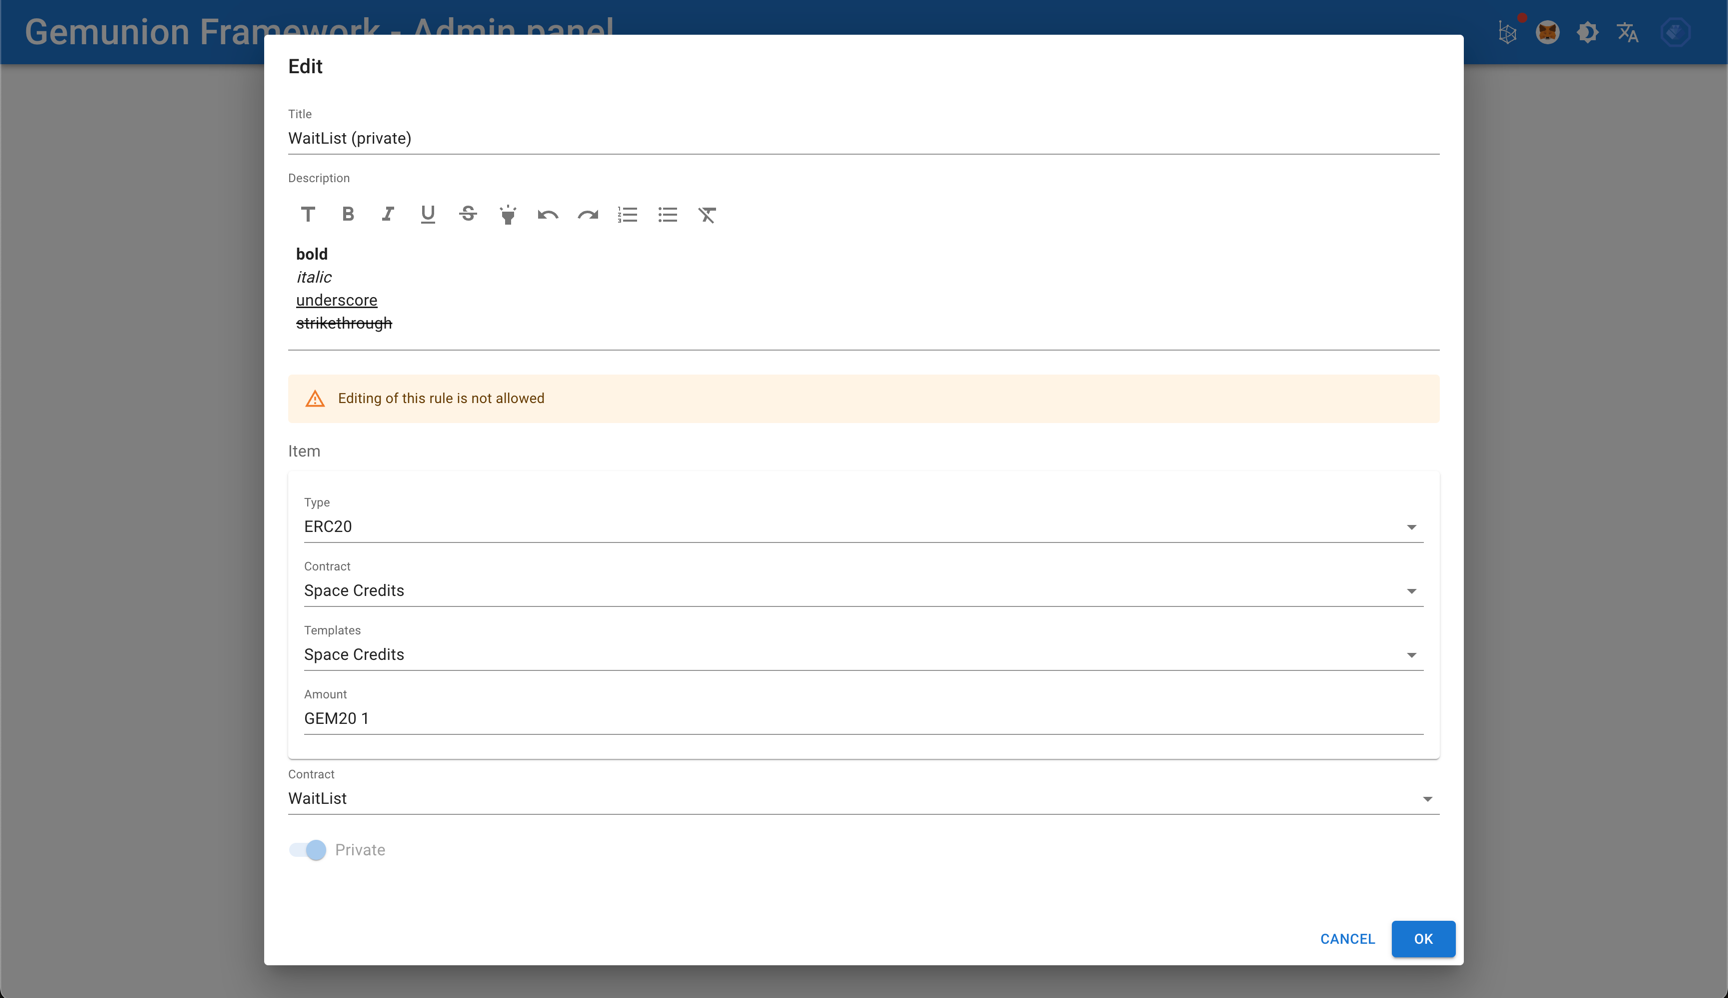 Gemunion Framework - Admin panel
Edit
Title
WaitList (private)
Description
bold
italic
underscore
strikethrough
Editing of this rule is not allowed
Item
Type
ERC20
Contract
Space Credits
Templates
Space Credits
Amount
GEM20 1
Contract
WaitList
Private
CANCEL OK